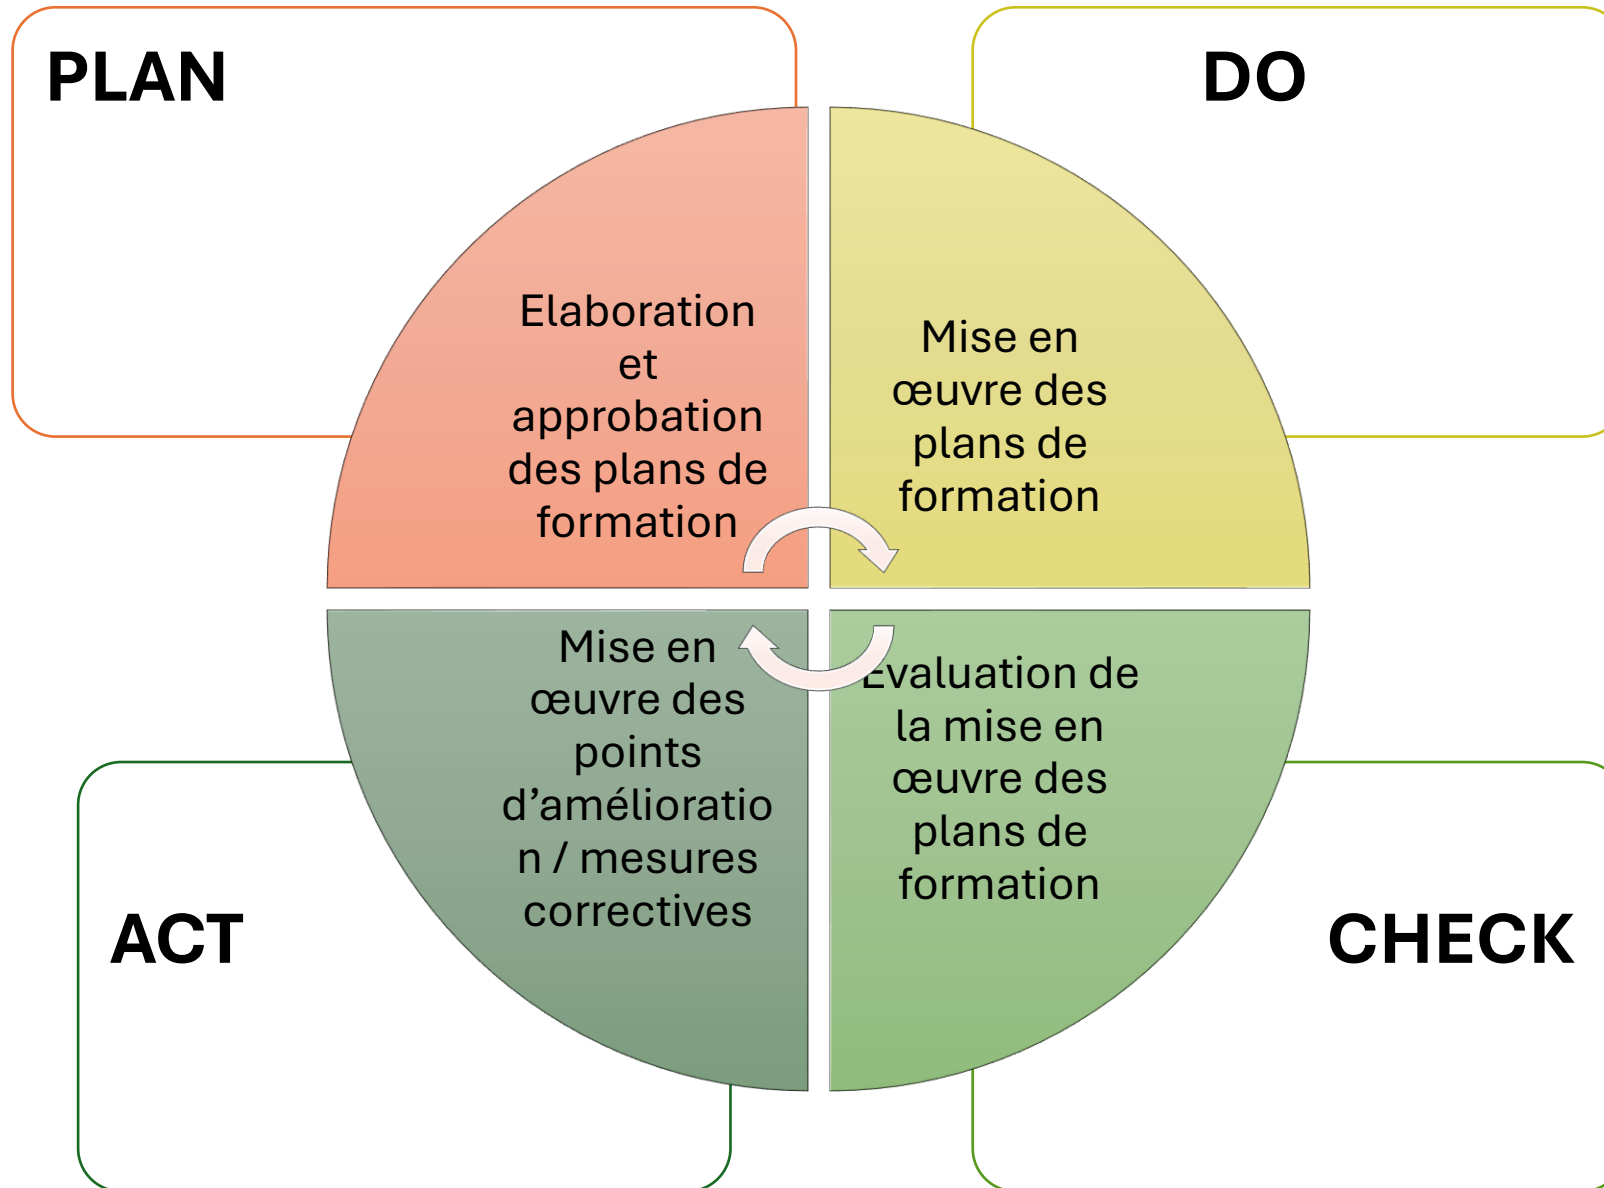 PLAN
Elaboration
et
approbation
des plans de
formation
DO
Mise en
œuvre des
plans de
formation
Mise en
œuvre des
points
d’amélioratio
n / mesures
correctives
ACT
Evaluation de
la mise en
œuvre des
plans de
formation
CHECK